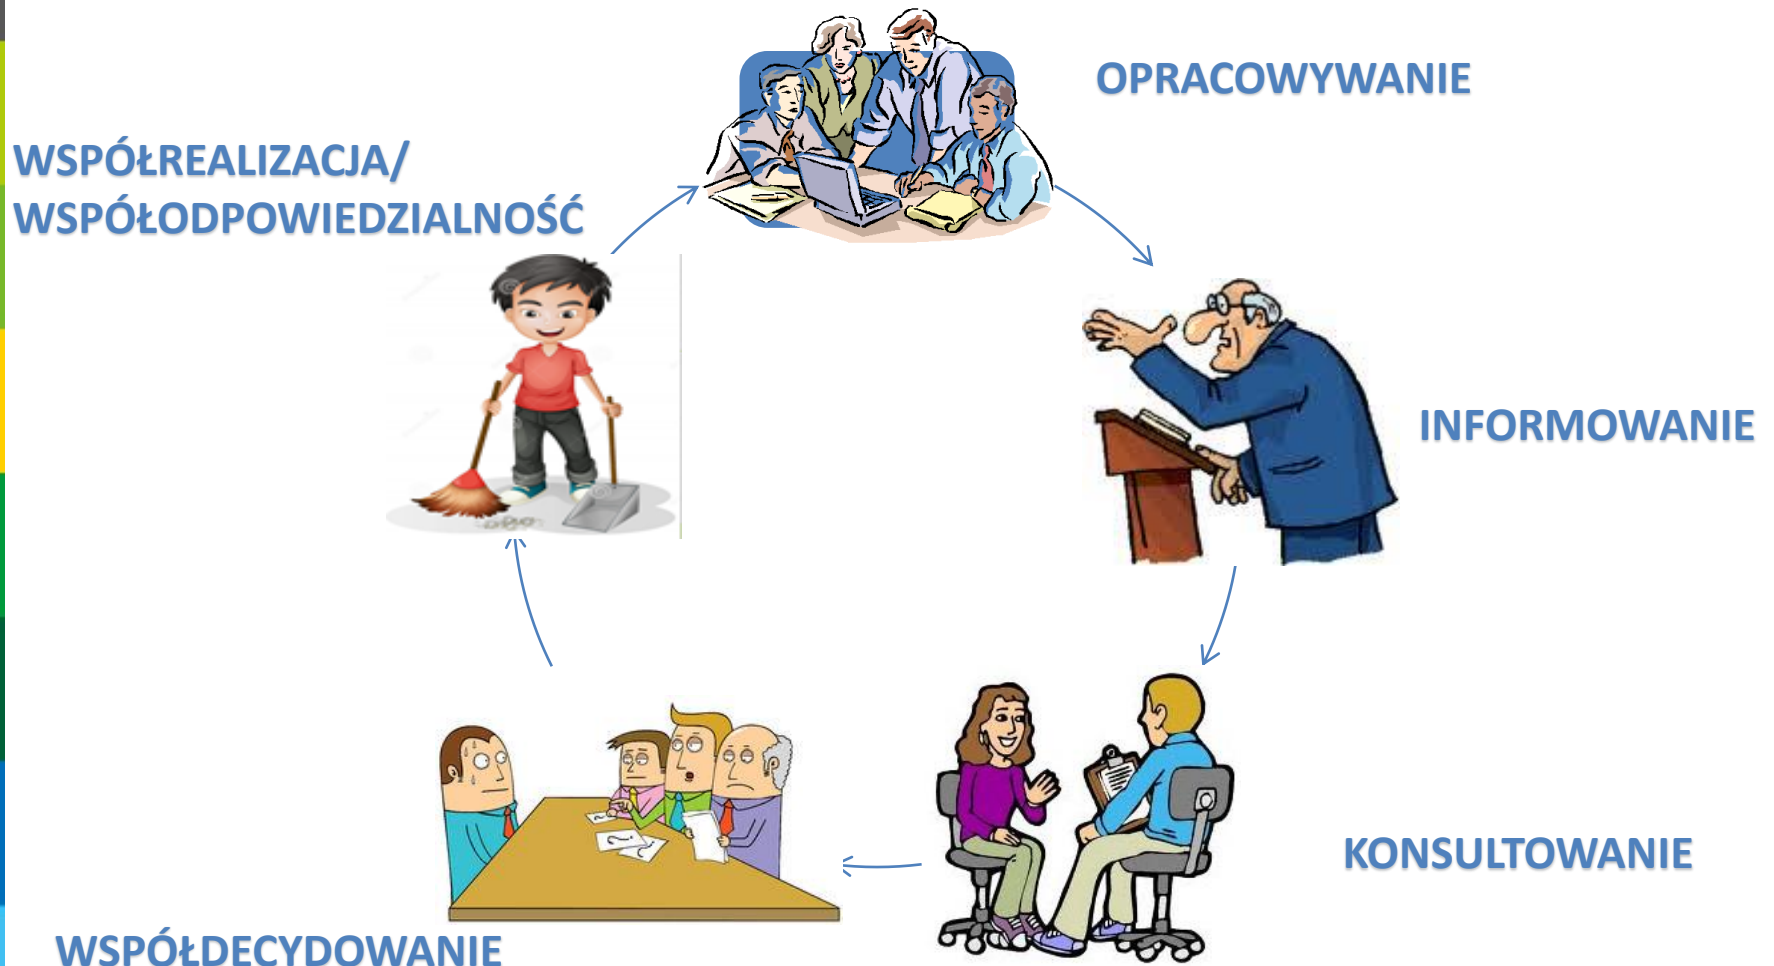 OPRACOWYWANIE
WSPÓŁREALIZACJA/
WSPÓŁODPOWIEDZIALNOŚĆ
INFORMOWANIE
KONSULTOWANIE
WSPÓŁDECYDOWANIE